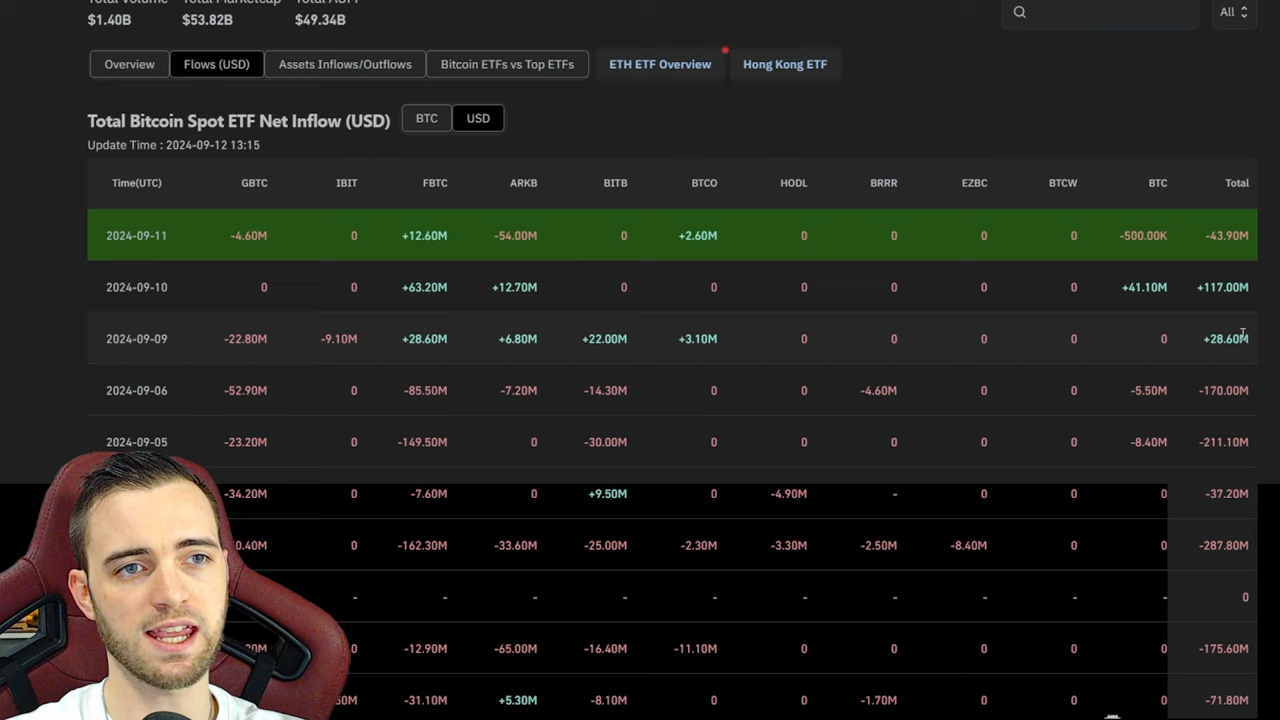 Total Volume Total Marketcap Total AUM
$1.40B $53.82B $49.34B
All
Overview Flows (USD) Assets Inflows/Outflows Bitcoin ETFs vs Top ETFs ETH ETF Overview Hong Kong ETF
Total Bitcoin Spot ETF Net Inflow (USD) BTC USD
Update Time : 2024-09-12 13:15
Time(UTC) GBTC IBIT FBTC ARKB BITB BTCO HODL BRRR EZBC BTCW BTC Total
2024-09-11 -4.60M 0 +12.60M -54.00M 0 +2.60M 0 0 0 0 -500.00K -43.90M
2024-09-10 0 0 +63.20M +12.70M 0 0 0 0 0 0 +41.10M +117.00M
2024-09-09 -22.80M -9.10M +28.60M +6.80M +22.00M +3.10M 0 0 0 0 0 +28.60M
2024-09-06 -52.90M 0 -85.50M -7.20M -14.30M 0 0 -4.60M 0 0 -5.50M -170.00M
2024-09-05 -23.20M 0 -149.50M 0 -30.00M 0 0 0 0 0 -8.40M -211.10M
-34.20M 0 -7.60M 0 +9.50M 0 -4.90M - 0 0 0 -37.20M
0.40M 0 -162.30M -33.60M -25.00M -2.30M -3.30M -2.50M -8.40M 0 0 -287.80M
- - - - - - - - - - 0
0 -12.90M -65.00M -16.40M -11.10M 0 0 0 0 0 -175.60M
-31.10M +5.30M -8.10M 0 0 -1.70M 0 0 0 -71.80M